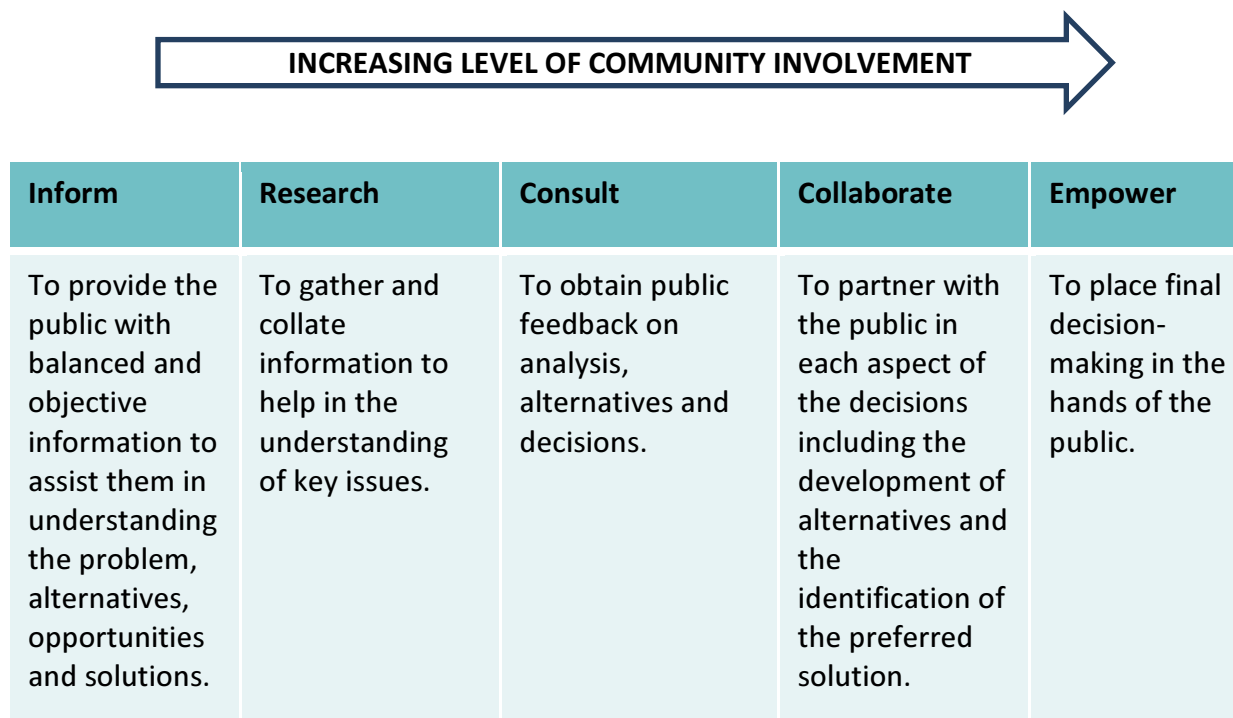 INCREASING LEVEL OF COMMUNITY INVOLVEMENT
Inform
Research
Consult
Collaborate
Empower
To provide the
public with
balanced and
objective
information to
assist them in
understanding
the problem,
alternatives,
opportunities
and solutions.
To gather and
collate
information to
help in the
understanding
of key issues.
To obtain public
feedback on
analysis,
alternatives and
decisions.
To partner with
the public in
each aspect of
the decisions
including the
development of
alternatives and
the
identification of
the preferred
solution.
To place final
decision-
making in the
hands of the
public.